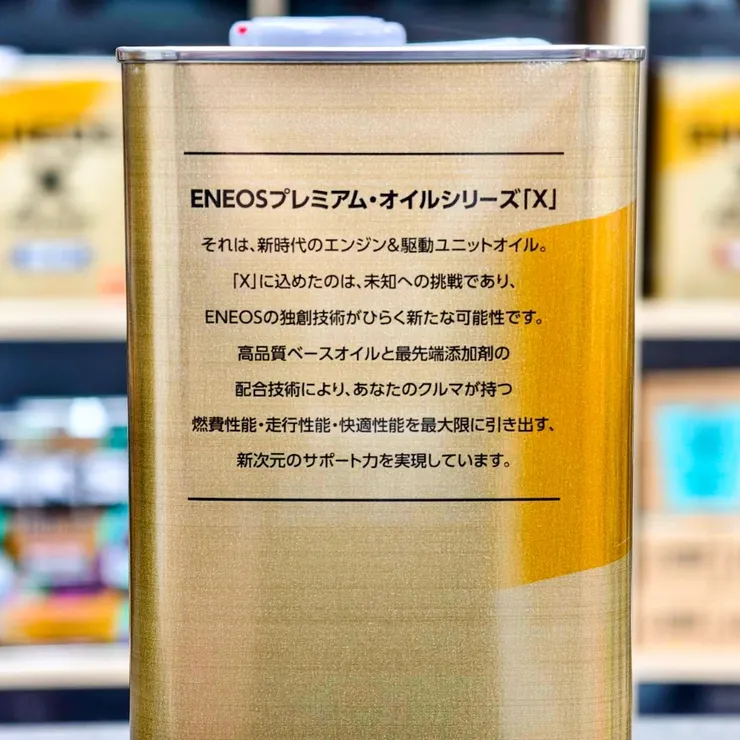 ENEOSプレミアム・オイルシリーズ「X」
それは、新時代のエンジン&駆動ユニットオイル。
「X」に込めたのは、未知への挑戦であり、
ENEOSの独創技術がひらく新たな可能性です。
高品質ベースオイルと最先端添加剤の
配合技術により、あなたのクルマが持つ
燃費性能・走行性能・快適性能を最大限に引き出す、
新次元のサポート力を実現しています。